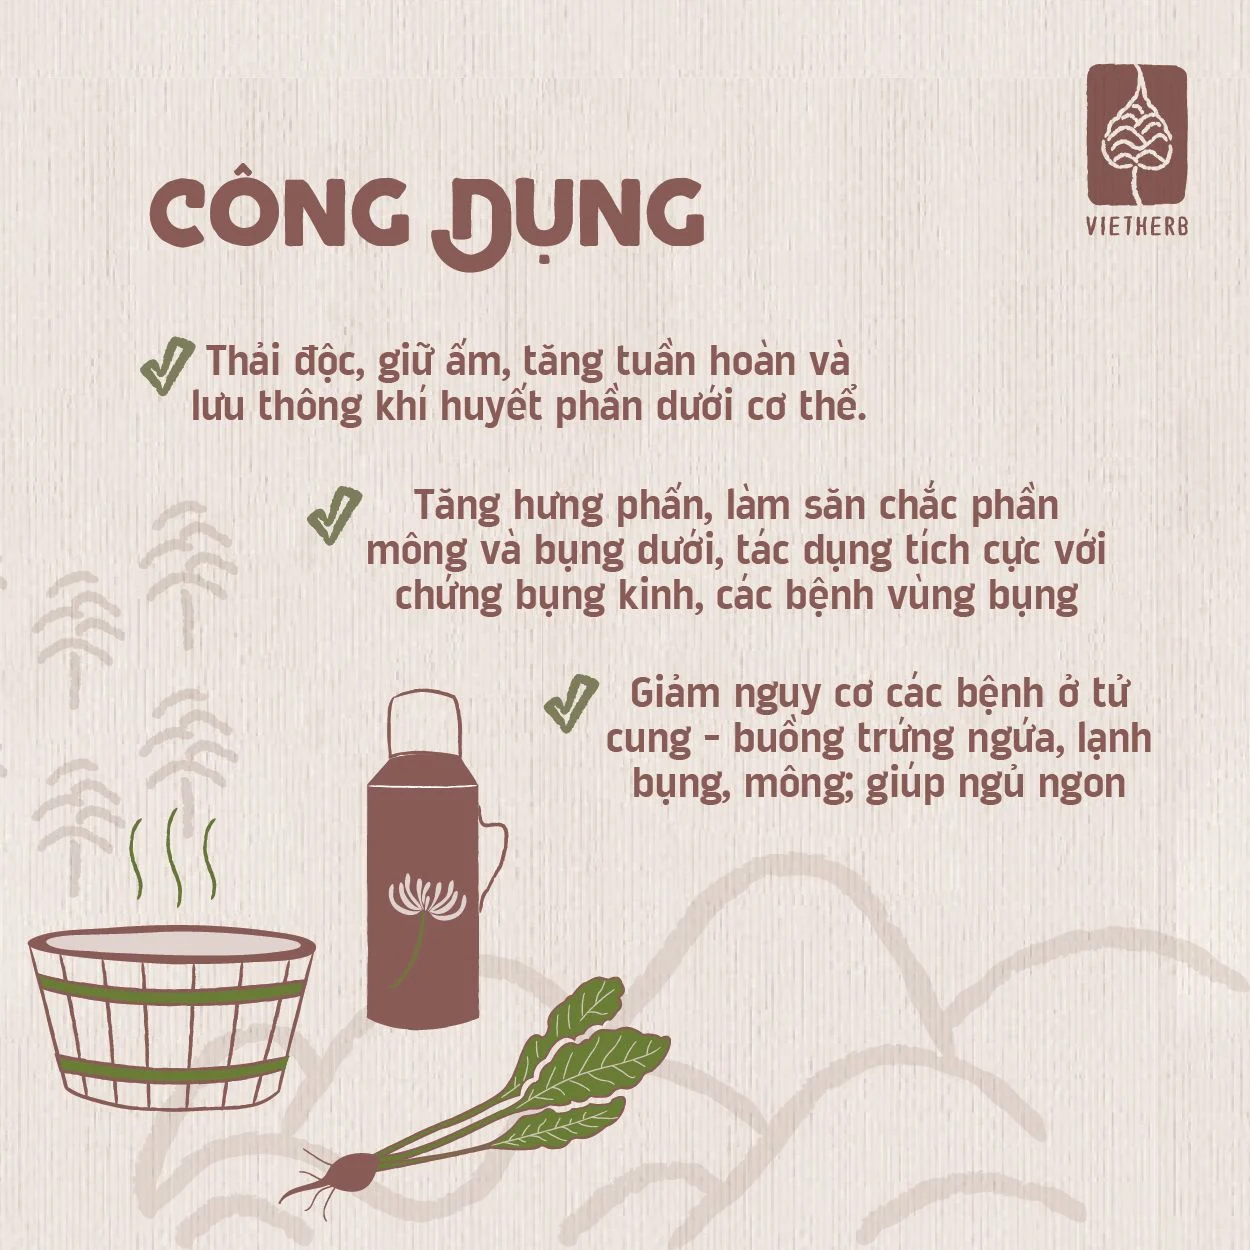 VIETHERB
CÔNG DỤNG
Thải độc, giữ ấm, tăng tuần hoàn và
lưu thông khí huyết phần dưới cơ thể.
Tăng hưng phấn, làm săn chắc phần
mông và bụng dưới, tác dụng tích cực với
chứng bụng kinh, các bệnh vùng bụng
Giảm nguy cơ các bệnh ở tử
cung - buồng trứng ngứa, lạnh
bụng, mông; giúp ngủ ngon